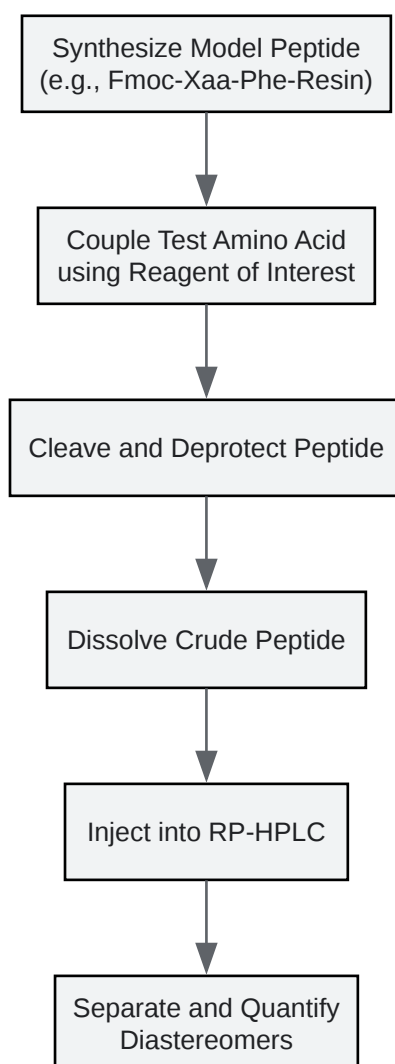 Synthesize Model Peptide
(e.g., Fmoc-Xaa-Phe-Resin)
Couple Test Amino Acid
using Reagent of Interest
Cleave and Deprotect Peptide
Dissolve Crude Peptide
Inject into RP-HPLC
Separate and Quantify
Diastereomers